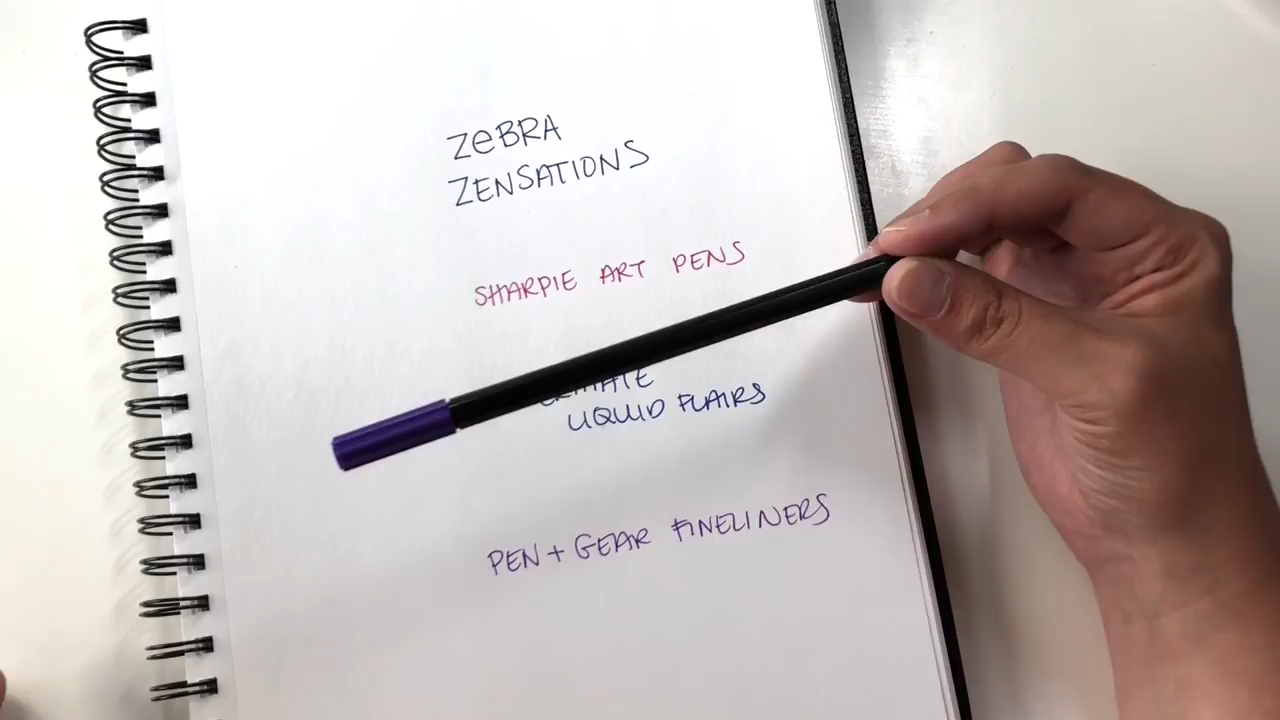 ZeBRA
ZENSATIONS
SHARPIE ART PENS
LIQUID FLAIRS
PEN + GEAR FINELINERS